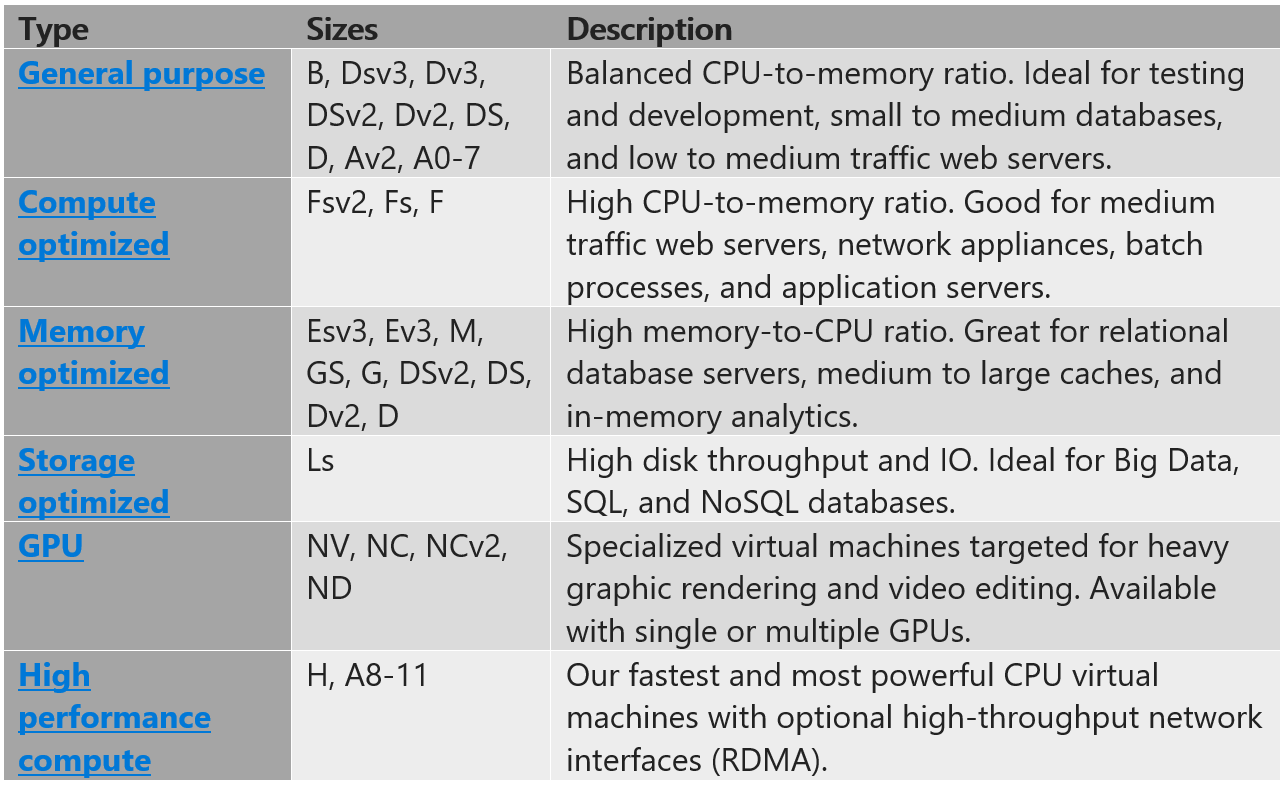 Type Sizes Description
General purpose B, Dsv3, Dv3, Balanced CPU-to-memory ratio. Ideal for testing
DSv2, Dv2, DS, and development, small to medium databases,
D, Av2, A0-7 and low to medium traffic web servers.
Compute Fsv2, Fs, F High CPU-to-memory ratio. Good for medium
optimized traffic web servers, network appliances, batch
processes, and application servers.
Memory Esv3, Ev3, M, High memory-to-CPU ratio. Great for relational
optimized GS, G, DSv2, DS, database servers, medium to large caches, and
Dv2, D in-memory analytics.
Storage Ls High disk throughput and IO. Ideal for Big Data,
optimized SQL, and NoSQL databases.
GPU NV, NC, NCv2, Specialized virtual machines targeted for heavy
ND graphic rendering and video editing. Available
with single or multiple GPUs.
High H, A8-11 Our fastest and most powerful CPU virtual
performance machines with optional high-throughput network
compute interfaces (RDMA).